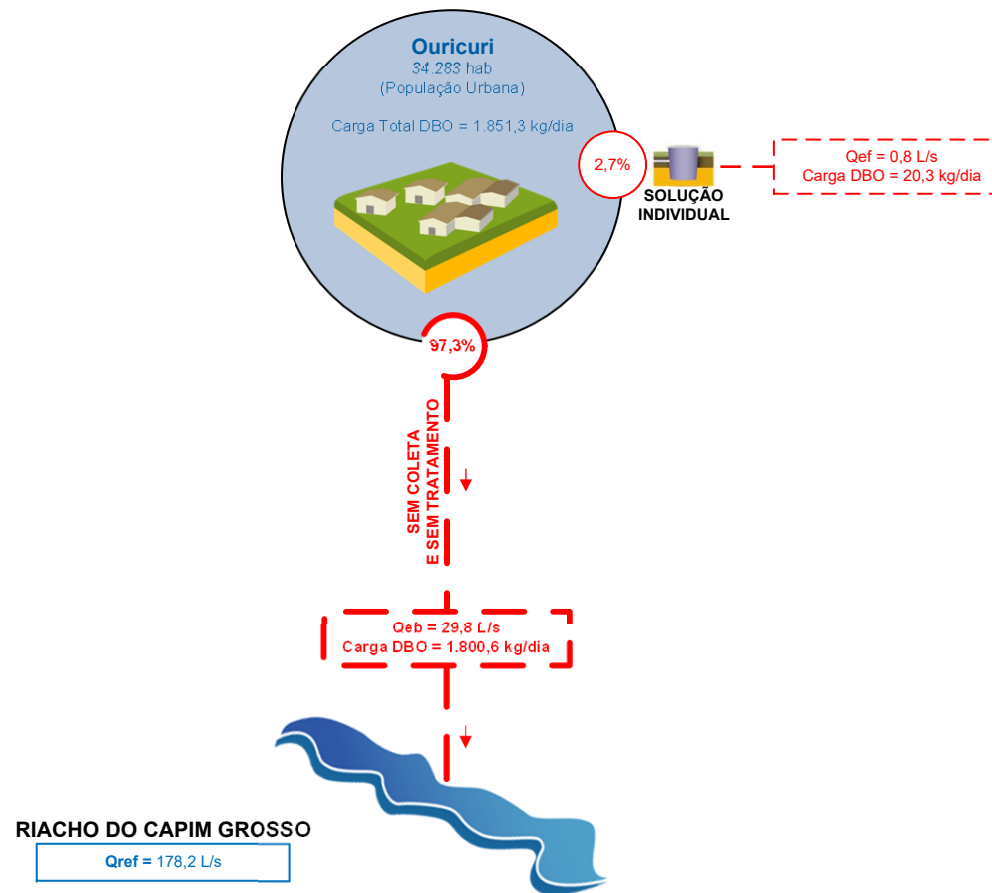 Ouricuri
34.283 hab
(População Urbana)
Carga Total DBO = 1.851,3 kg/dia
2,7%
SOLUÇÃO
INDIVIDUAL
Qef = 0,8 L/s
Carga DBO = 20,3 kg/dia
97,3%
SEM COLETA
E SEM TRATAMENTO
Qeb = 29,8 L/s
Carga DBO = 1.800,6 kg/dia
RIACHO DO CAPIM GROSSO
Qref = 178,2 L/s